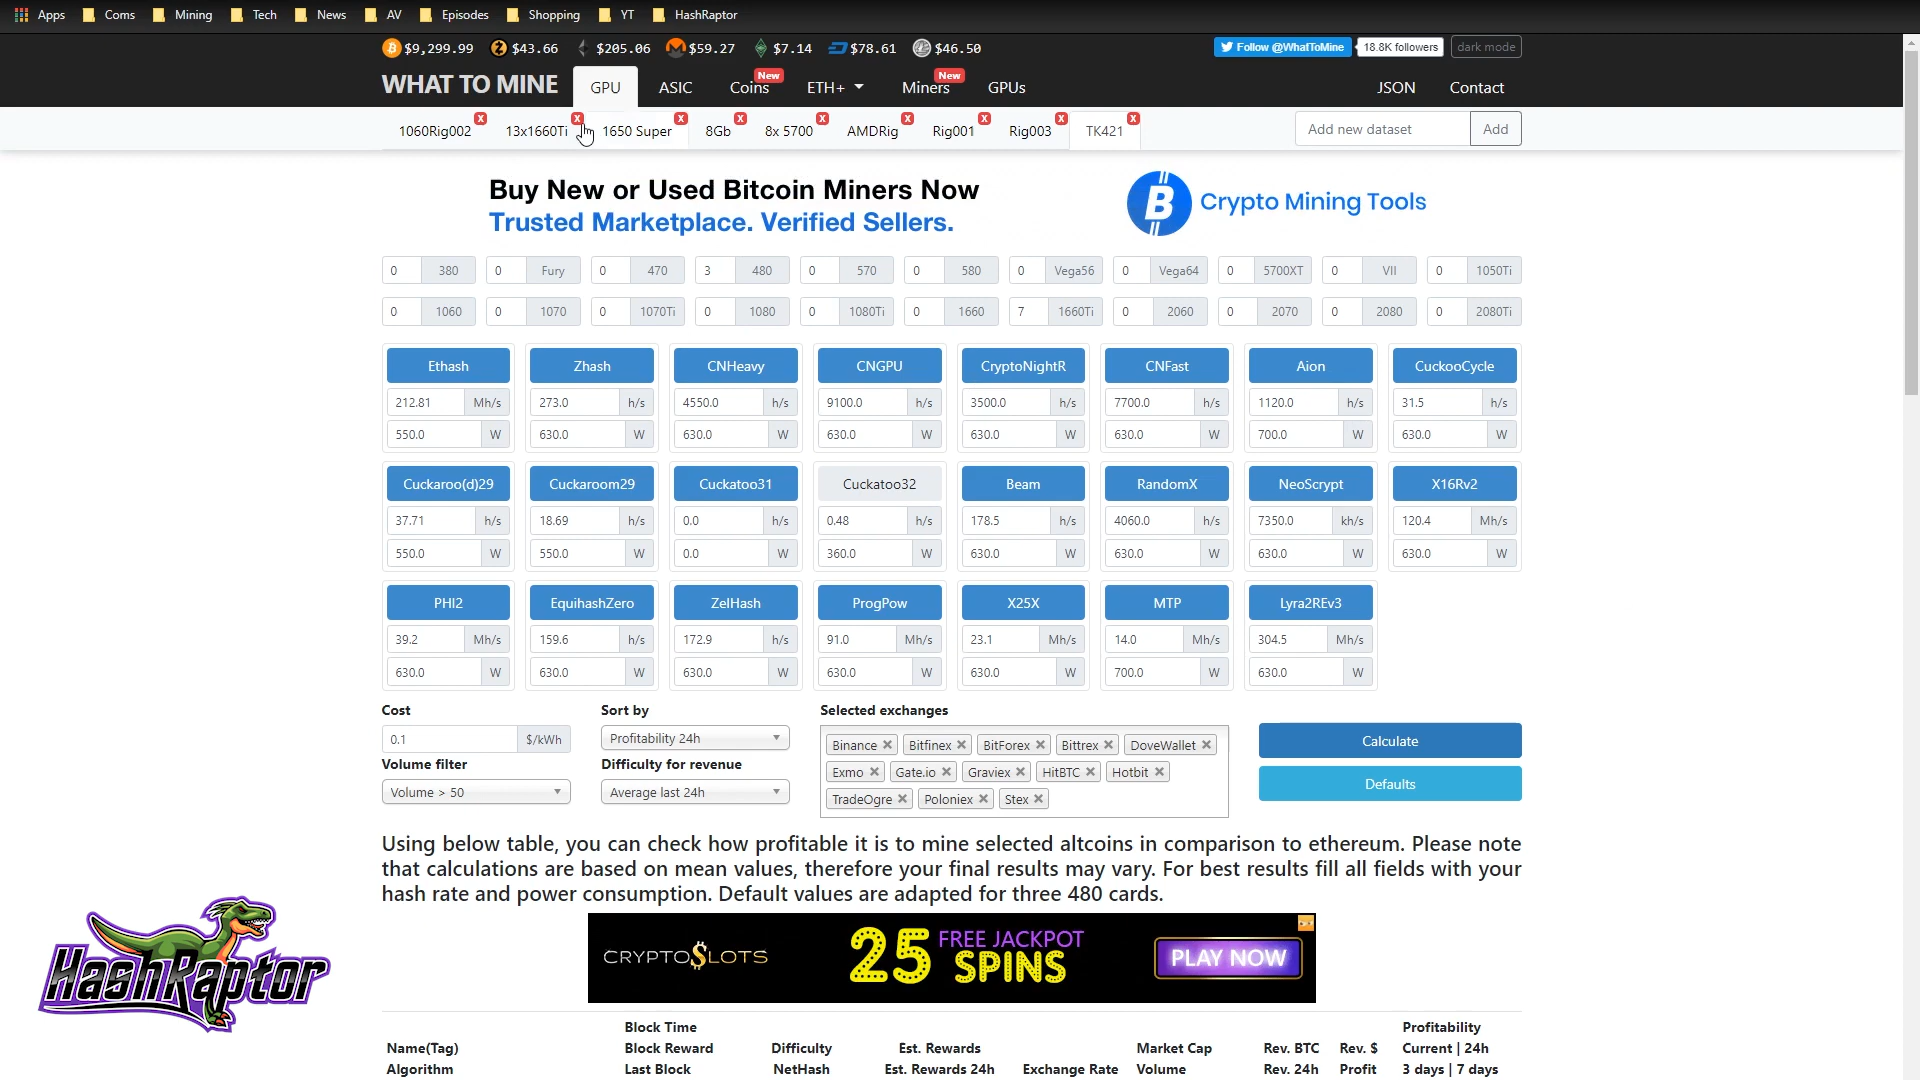 Apps Coms Mining Tech News AV Episodes Shopping YT HashRaptor
$9,299.99 $43.66 $205.06 $59.27 $7.14 $78.61 $46.50 Follow @WhatToMine 18.8K followers dark mode
WHAT TO MINE GPU ASIC Coins New ETH+ Miners New GPUs JSON Contact
1060Rig002 x 13x1660Ti x 1650 Super x 8Gb x 8x 5700 x AMDRig x Rig001 x Rig003 x TK421 x Add new dataset Add
Buy New or Used Bitcoin Miners Now
Trusted Marketplace. Verified Sellers.
B Crypto Mining Tools
0 380 0 Fury 0 470 3 480 0 570 0 580 0 Vega56 0 Vega64 0 5700XT 0 VII 0 1050Ti
0 1060 0 1070 0 1070Ti 0 1080 0 1080Ti 0 1660 7 1660Ti 0 2060 0 2070 0 2080 0 2080Ti
Ethash Zhash CNHeavy CNGPU CryptoNightR CNFast Aion CuckooCycle
212.81 Mh/s 273.0 h/s 4550.0 h/s 9100.0 h/s 3500.0 h/s 7700.0 h/s 1120.0 h/s 31.5 h/s
550.0 W 630.0 W 630.0 W 630.0 W 630.0 W 630.0 W 700.0 W 630.0 W
Cuckaroo(d)29 Cuckaroom29 Cuckatoo31 Cuckatoo32 Beam RandomX NeoScrypt X16Rv2
37.71 h/s 18.69 h/s 0.0 h/s 0.48 h/s 178.5 h/s 4060.0 h/s 7350.0 kh/s 120.4 Mh/s
550.0 W 550.0 W 0.0 W 360.0 W 630.0 W 630.0 W 630.0 W 630.0 W
PHI2 EquihashZero ZelHash ProgPow X25X MTP Lyra2REv3
39.2 Mh/s 159.6 h/s 172.9 h/s 91.0 Mh/s 23.1 Mh/s 14.0 Mh/s 304.5 Mh/s
630.0 W 630.0 W 630.0 W 630.0 W 630.0 W 700.0 W 630.0 W
Cost Sort by Selected exchanges
0.1 $/kWh Profitability 24h
Volume filter Difficulty for revenue
Volume > 50 Average last 24h
Binance × Bitfinex × BitForex × Bittrex × DoveWallet ×
Exmo × Gate.io × Graviex × HitBTC × Hotbit ×
TradeOgre × Poloniex × Stex ×
Calculate
Defaults
Using below table, you can check how profitable it is to mine selected altcoins in comparison to ethereum. Please note
that calculations are based on mean values, therefore your final results may vary. For best results fill all fields with your
hash rate and power consumption. Default values are adapted for three 480 cards.
CRYPTO$LOTS 25 FREE JACKPOT SPINS PLAY NOW
HashRaptor
Block Time Profitability
Name(Tag) Block Reward Difficulty Est. Rewards Market Cap Rev. BTC Rev. $ Current | 24h
Algorithm Last Block NetHash Est. Rewards 24h Exchange Rate Volume Rev. 24h Profit 3 days | 7 days